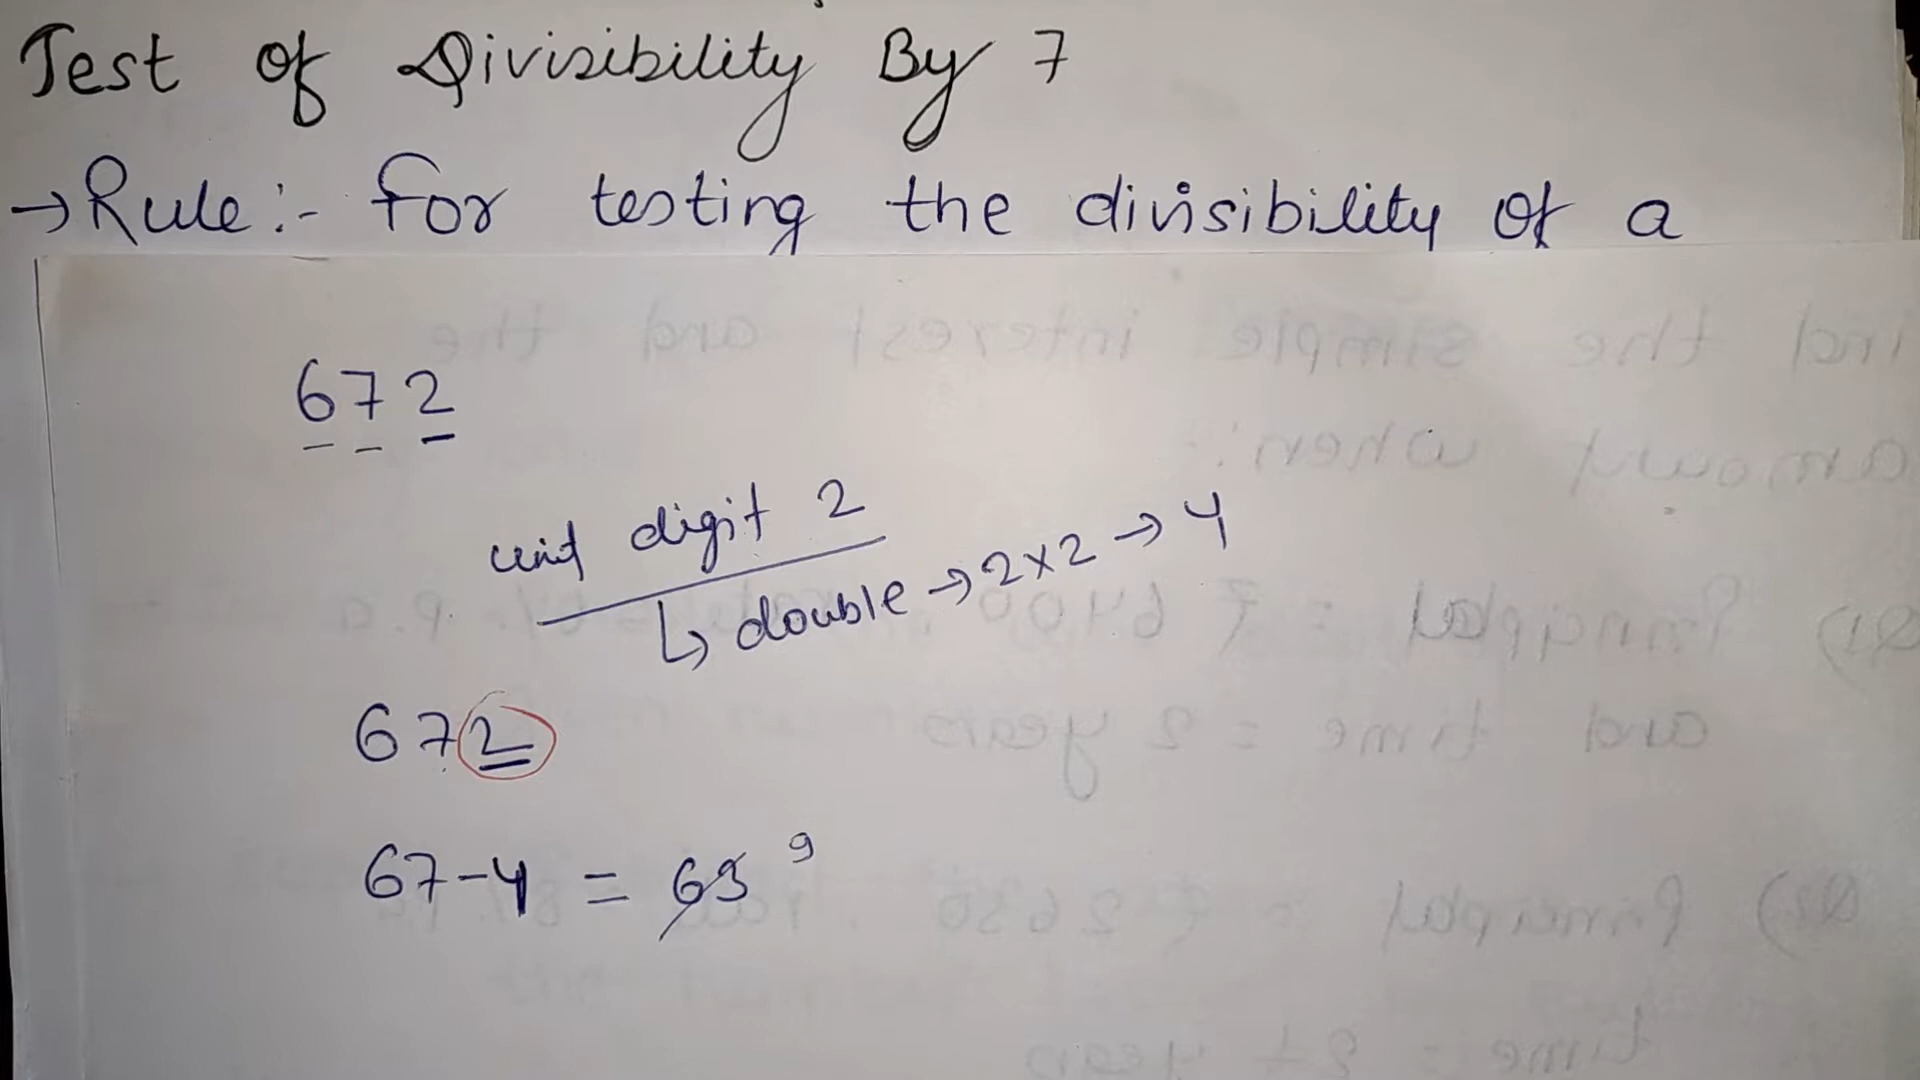 Test of Divisibility By 7
→ Rule:- For testing the divisibility of a
672
unit digit 2
↳ double → 2×2 → 4
672
67-4 = 63 9